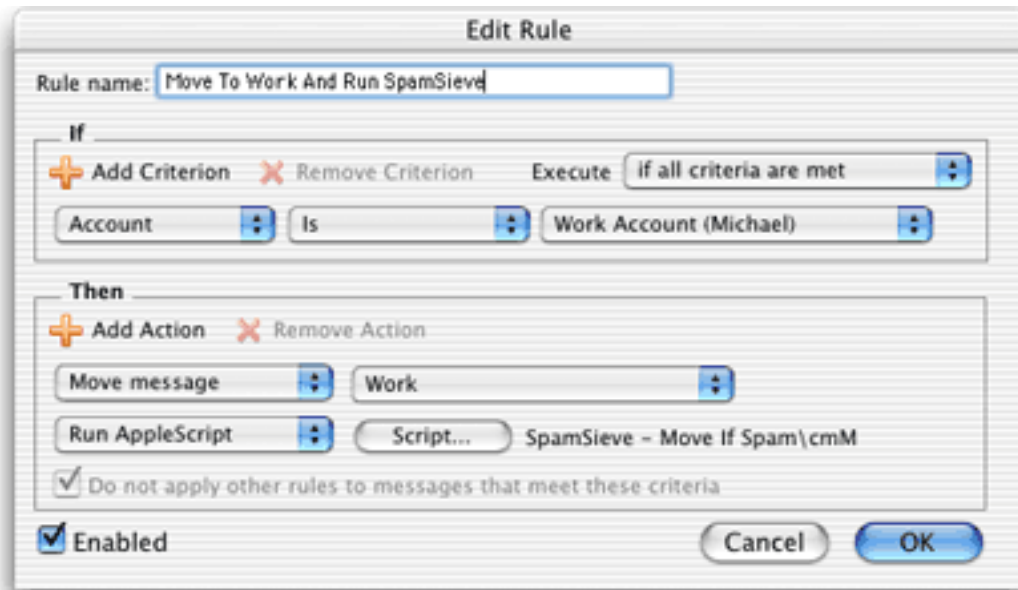 Edit Rule
Rule name: Move To Work And Run SpamSieve
If
Add Criterion Remove Criterion Execute if all criteria are met
Account Is Work Account (Michael)
Then
Add Action Remove Action
Move message Work
Run AppleScript Script... SpamSieve - Move If Spam\cmM
Do not apply other rules to messages that meet these criteria
Enabled Cancel OK